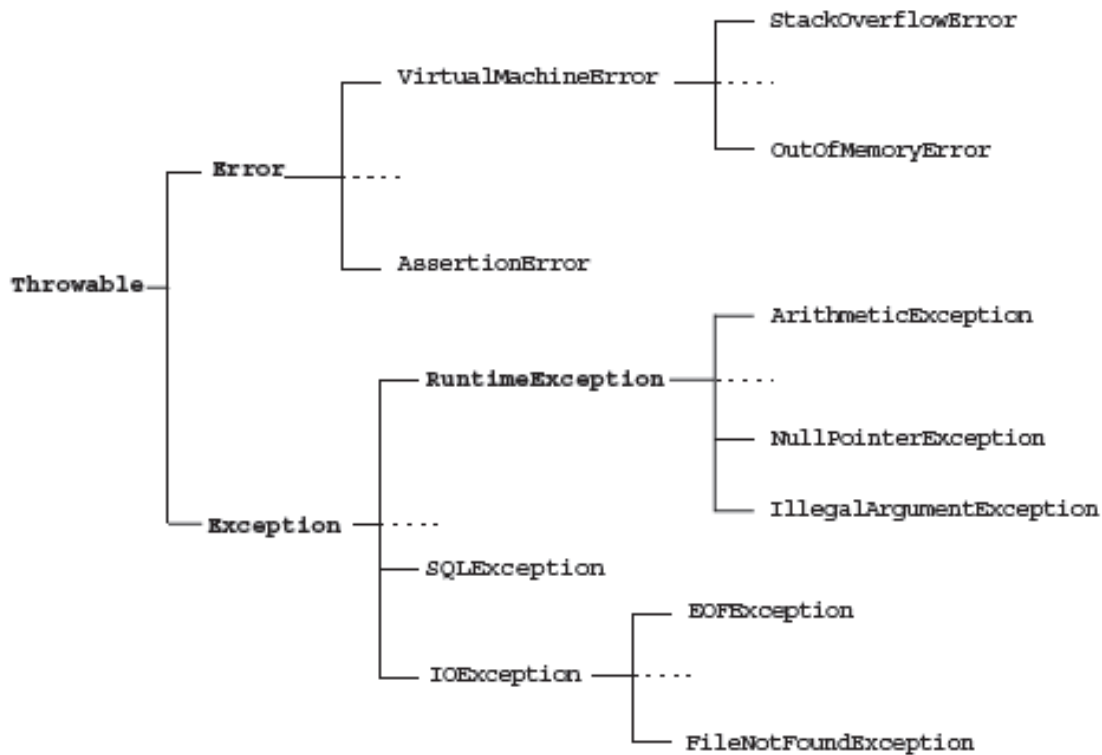 StackOverflowError
VirtualMachineError
OutOfMemoryError
Error
AssertionError
Throwable
ArithmeticException
RuntimeException
NullPointerException
IllegalArgumentException
Exception
SQLException
EOFException
IOException
FileNotFoundException